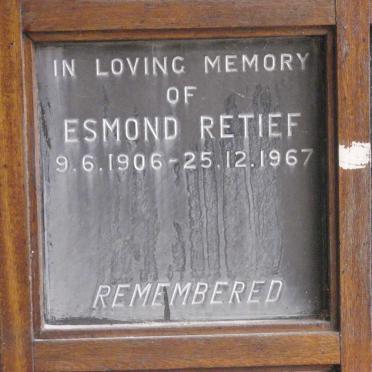 IN LOVING MEMORY
OF
ESMOND RETIEF
9.6.1906-25.12.1967
REMEMBERED